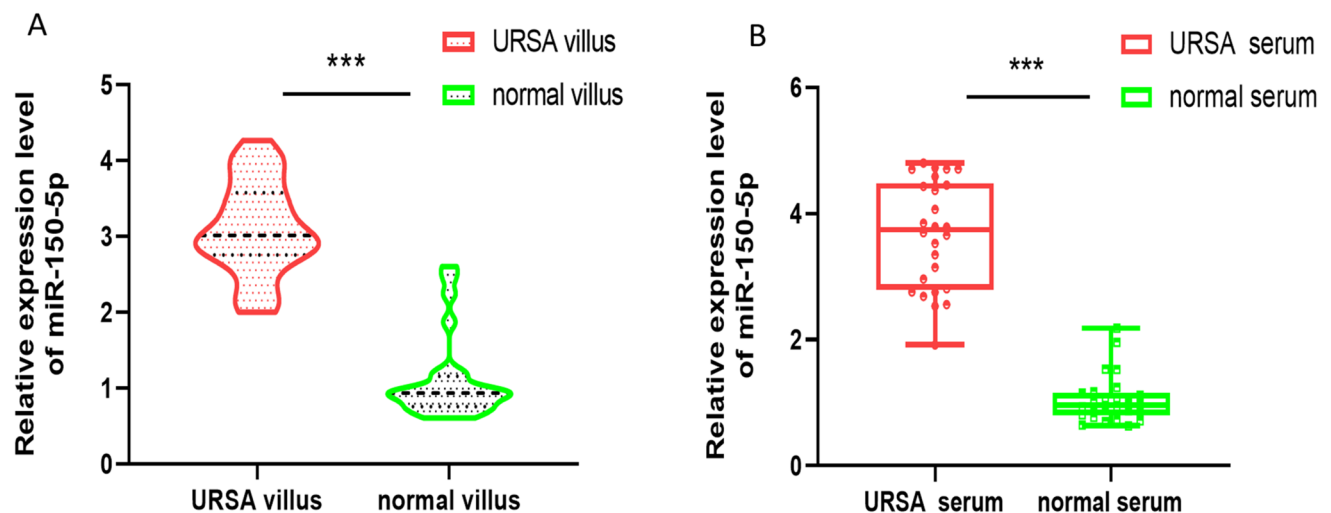 A
URSA villus
normal villus
***
Relative expression level
of miR-150-5p
5
4
3
2
1
0
URSA villus
normal villus
B
URSA serum
normal serum
***
Relative expression level
of miR-150-5p
6
4
2
0
URSA serum
normal serum